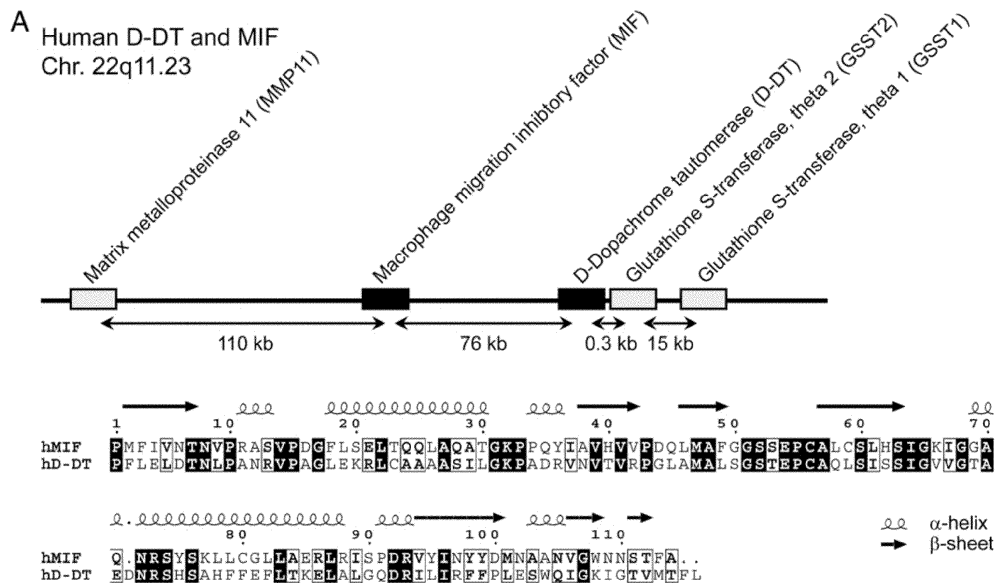 A
Human D-DT and MIF
Chr. 22q11.23
Matrix metalloproteinase 11 (MMP11)
Macrophage migration inhibtory factor (MIF)
D-Dopachrome tautomerase (D-DT)
Glutathione S-transferase, theta 2 (GSST2)
Glutathione S-transferase, theta 1 (GSST1)
110 kb 76 kb 0.3 kb 15 kb
1 10 20 30 40 50 60 70
hMIF PMFIVNTNVPRASVPDGFLSELTQQLAQATGKPPQYIAVHVVPDQLMAFGGSSEPCALCSLHSIGKIGGA
hD-DT PFLELDTNLPANRVPAGLEKRLCAAAASILGKPADRVNVTVRPGLAMALSGSTEPCAQLSISSIGVVGTA
80 90 100 110
hMIF Q.NRSYSKLLCGLLAERLRISPDRVYINYYDMNAANVGWNNSTFA..
hD-DT EDNRSHSAHFFEFLTKELALGQDRILIRFFPLESWQIGKIGTVMTFL
α-helix
β-sheet